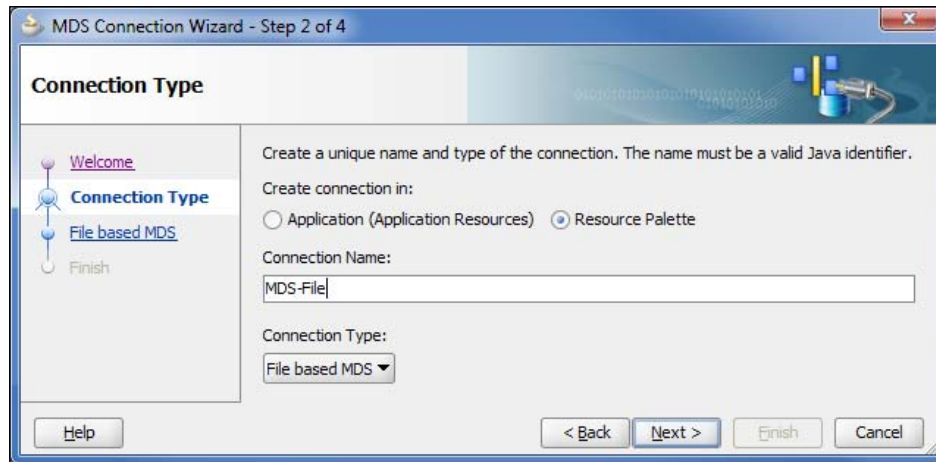 MDS Connection Wizard - Step 2 of 4
Connection Type
Welcome
Connection Type
File based MDS
Finish
Create a unique name and type of the connection. The name must be a valid Java identifier.
Create connection in:
Application (Application Resources) Resource Palette
Connection Name:
MDS-File
Connection Type:
File based MDS
Help < Back Next > Finish Cancel